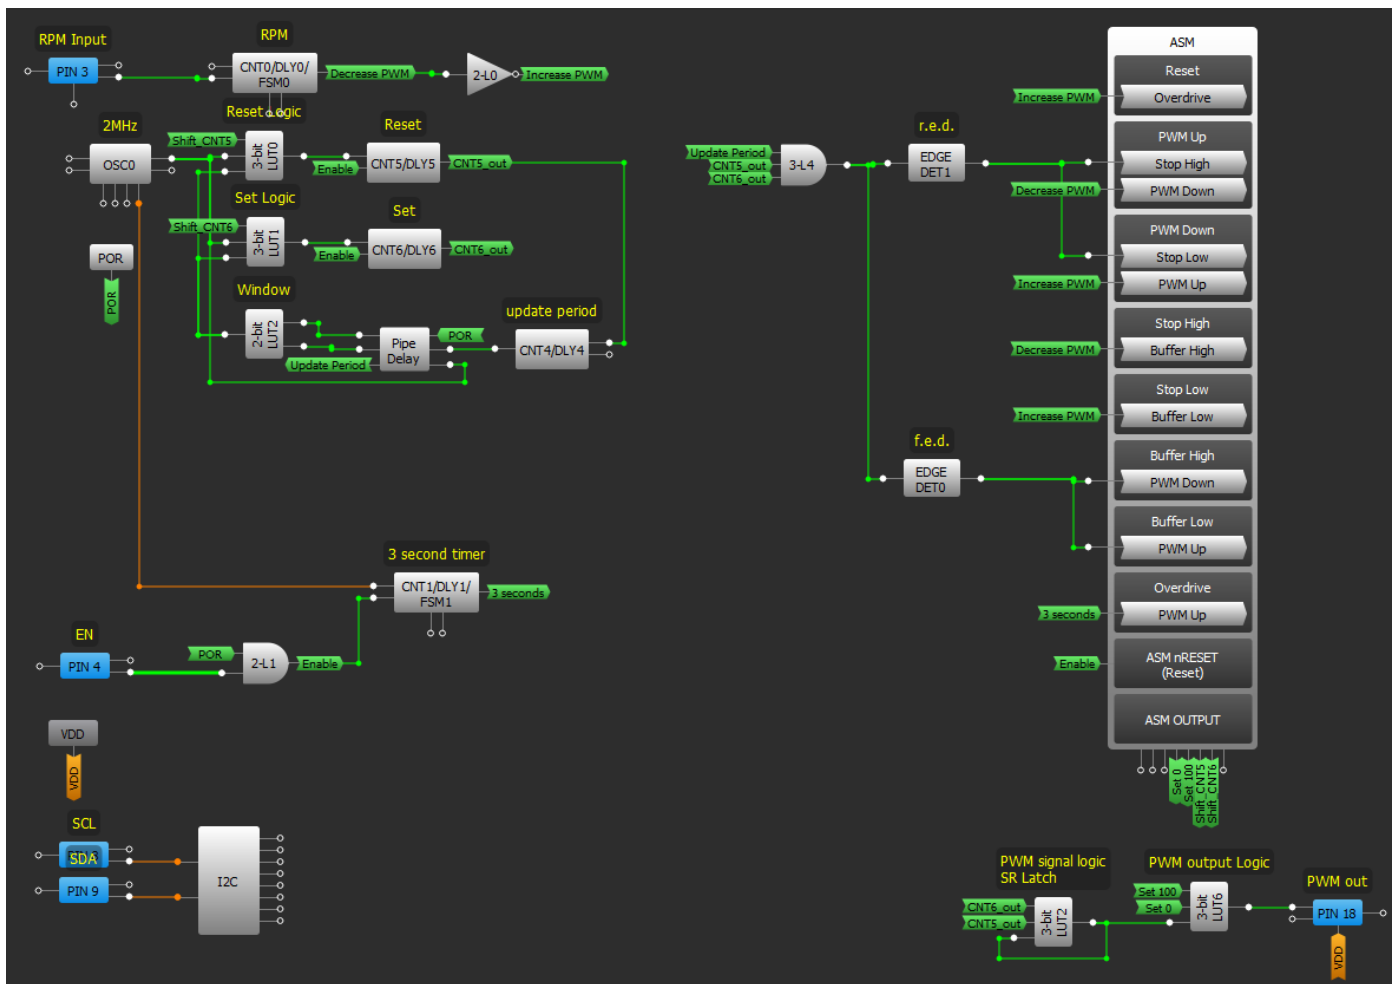 RPM Input
PIN 3
RPM
CNT0/DLY0/
FSM0
Decrease PWM
2-L0
Increase PWM
2MHz
OSC0
Reset Logic
Shift_CNT5
3-bit
LUT0
Reset
Enable
CNT5/DLY5
CNT5_out
Set Logic
Shift_CNT6
3-bit
LUT1
Set
Enable
CNT6/DLY6
CNT6_out
POR
POR
Window
2-bit
LUT2
Pipe
Delay
POR
Update Period
update period
CNT4/DLY4
3 second timer
CNT1/DLY1/
FSM1
3 seconds
EN
PIN 4
POR
2-L1
Enable
VDD
VDD
SCL
SDA
PIN 9
I2C
Update Period
CNT5_out
CNT6_out
3-L4
r.e.d.
EDGE
DET1
f.e.d.
EDGE
DET0
ASM
Reset
Increase PWM
Overdrive
PWM Up
Stop High
Decrease PWM
PWM Down
PWM Down
Stop Low
Increase PWM
PWM Up
Stop High
Decrease PWM
Buffer High
Stop Low
Increase PWM
Buffer Low
Buffer High
PWM Down
Buffer Low
PWM Up
Overdrive
3 seconds
PWM Up
Enable
ASM nRESET
(Reset)
ASM OUTPUT
Set 0
Set 100
Shift_CNT5
Shift_CNT6
PWM signal logic
SR Latch
CNT6_out
CNT5_out
3-bit
LUT2
PWM output Logic
Set 100
Set 0
3-bit
LUT6
PWM out
PIN 18
VDD